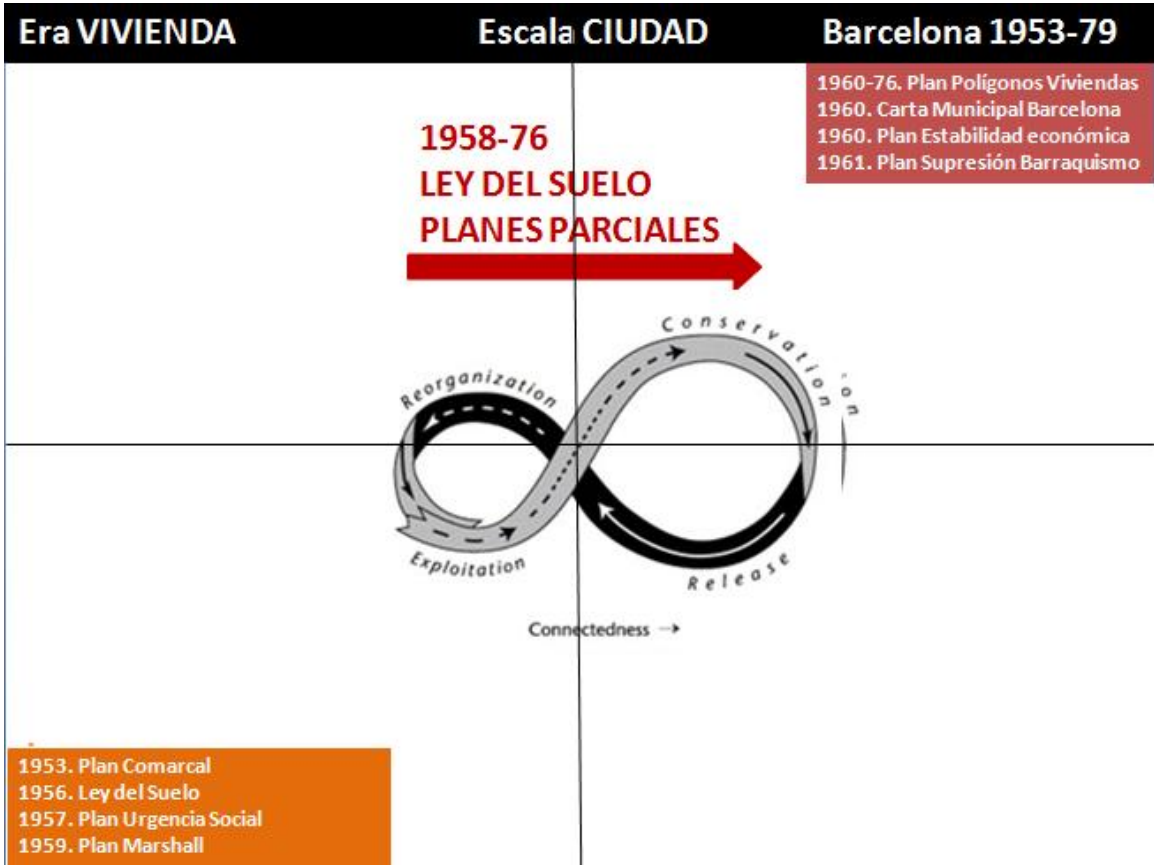 Era VIVIENDA
Escala CIUDAD
Barcelona 1953-79
1960-76. Plan Polígonos Viviendas
1960. Carta Municipal Barcelona
1960. Plan Estabilidad económica
1961. Plan Supresión Barraquismo
1958-76
LEY DEL SUELO
PLANES PARCIALES
Conservation
on
Reorganization
Exploitation
Release
Connectedness →
1953. Plan Comarcal
1956. Ley del Suelo
1957. Plan Urgencia Social
1959. Plan Marshall